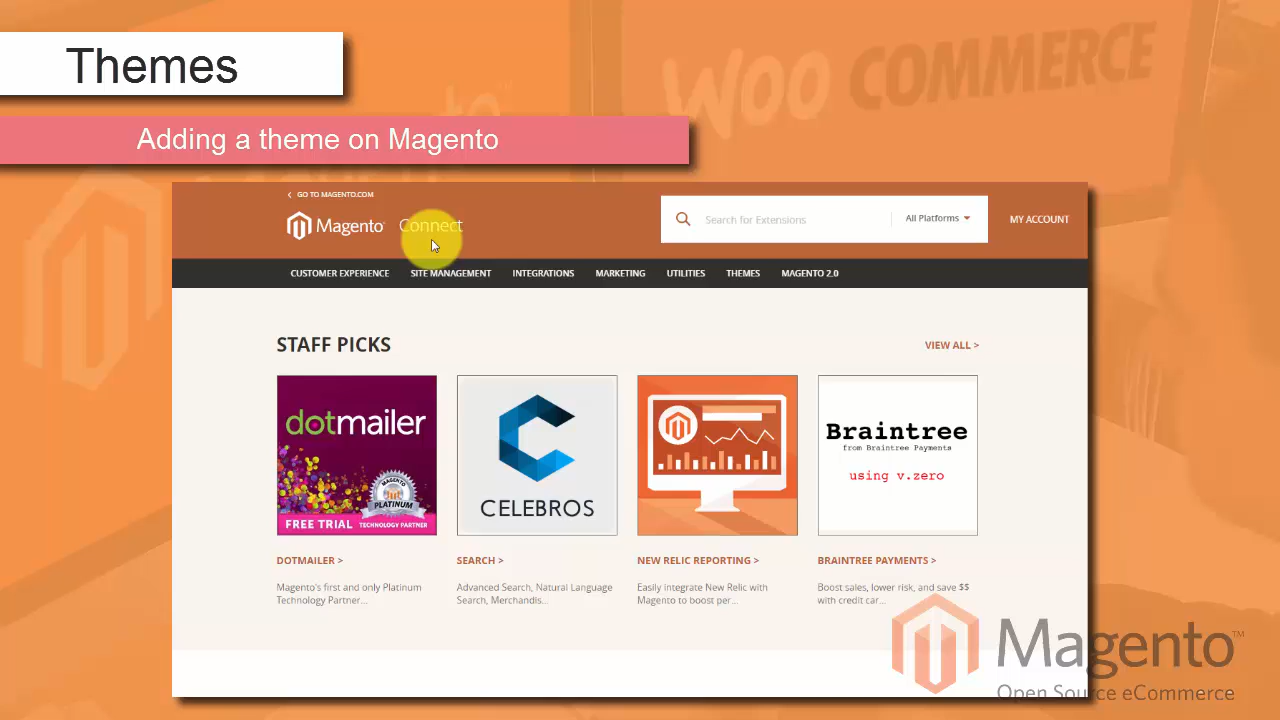 WOO COMMERCE
Themes
Adding a theme on Magento
GO TO MAGENTO.COM
Magento Connect
Search for Extensions
All Platforms
MY ACCOUNT
CUSTOMER EXPERIENCE SITE MANAGEMENT INTEGRATIONS MARKETING UTILITIES THEMES MAGENTO 2.0
STAFF PICKS
VIEW ALL >
dotmailer
MAGENTO
PLATINUM
FREE TRIAL TECHNOLOGY PARTNER
CELEBROS
Braintree
from Braintree Payments
using v.zero
DOTMAILER >
Magento's first and only Platinum
Technology Partner...
SEARCH >
Advanced Search, Natural Language
Search, Merchandis...
NEW RELIC REPORTING >
Easily integrate New Relic with
Magento to boost per...
BRAINTREE PAYMENTS >
Boost sales, lower risk, and save $$
with credit car...
Magento™
Open Source eCommerce